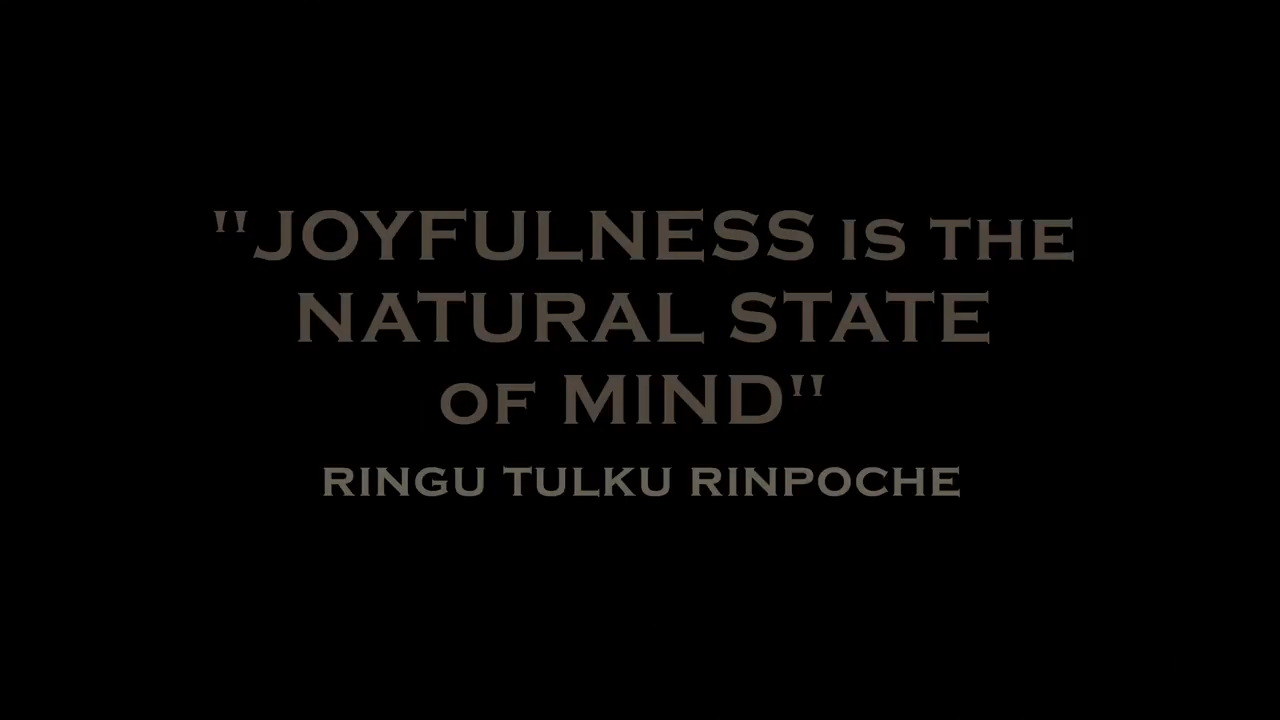 "JOYFULNESS IS THE
NATURAL STATE
OF MIND"
RINGU TULKU RINPOCHE